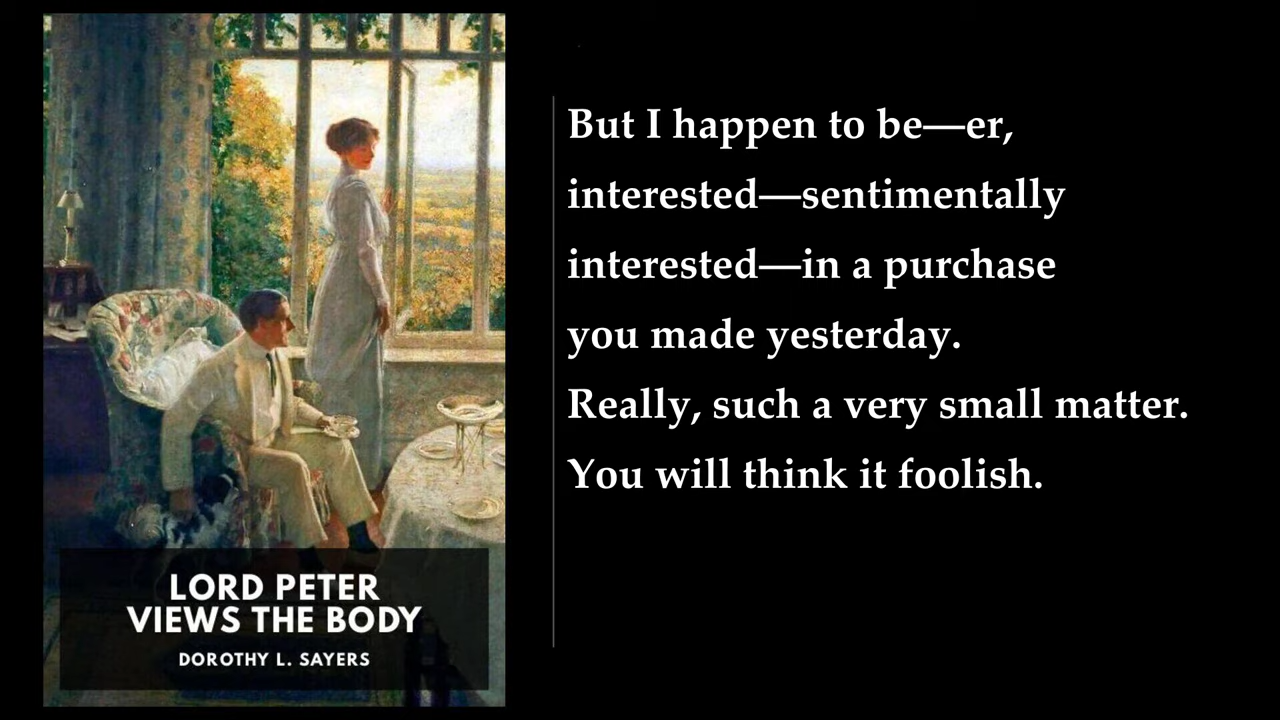 LORD PETER
VIEWS THE BODY
DOROTHY L. SAYERS
But I happen to be—er,
interested—sentimentally
interested—in a purchase
you made yesterday.
Really, such a very small matter.
You will think it foolish.